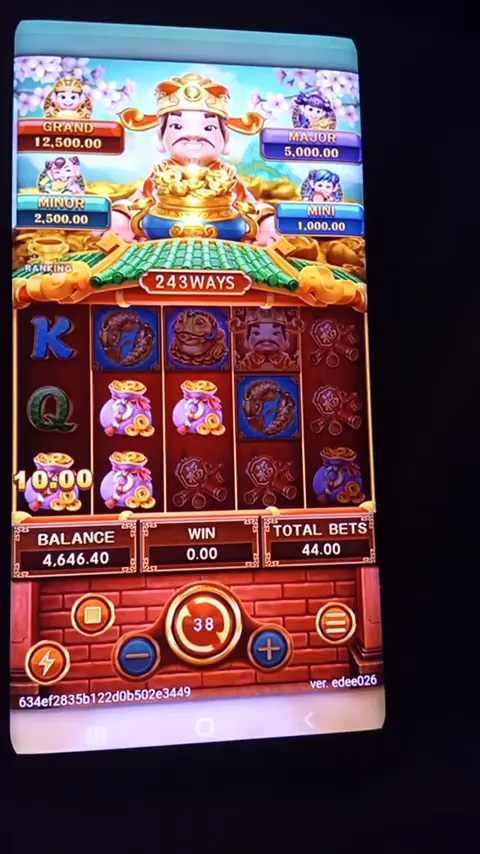 GRAND
12,500.00
MAJOR
5,000.00
MINOR
2,500.00
MINI
1,000.00
RANKING
243WAYS
K
Q
10.00
BALANCE
4,646.40
WIN
0.00
TOTAL BETS
44.00
38
634ef2835b122d0b502e3449
ver. edee026